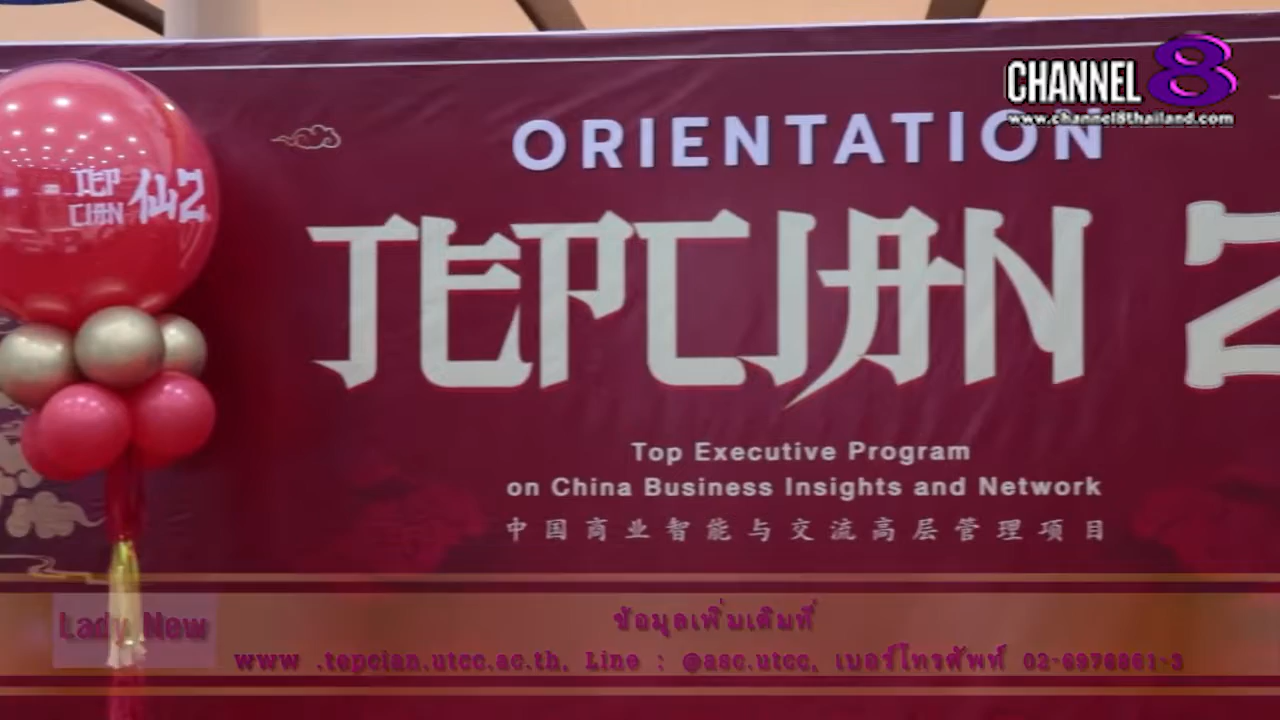 CHANNEL 8
www.channel8thailand.com
ORIENTATION
TEPCIAN 2
TEP
CIAN 仙2
Top Executive Program
on China Business Insights and Network
中国商业智能与交流高层管理项目
Lady New
ข้อมูลเพิ่มเติมที่
www .tepcian.utcc.ac.th, Line : @asc.utcc, เบอร์โทรศัพท์ 02-6976861-3